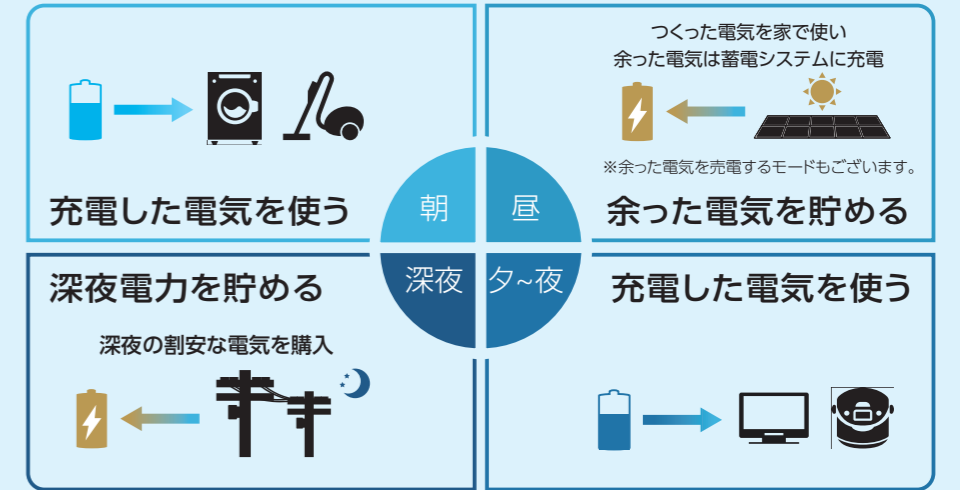 充電した電気を使う
朝
つくった電気を家で使い
余った電気は蓄電システムに充電
※余った電気を売電するモードもございます。
余った電気を貯める
昼
深夜電力を貯める
深夜の割安な電気を購入
深夜
夕~夜
充電した電気を使う